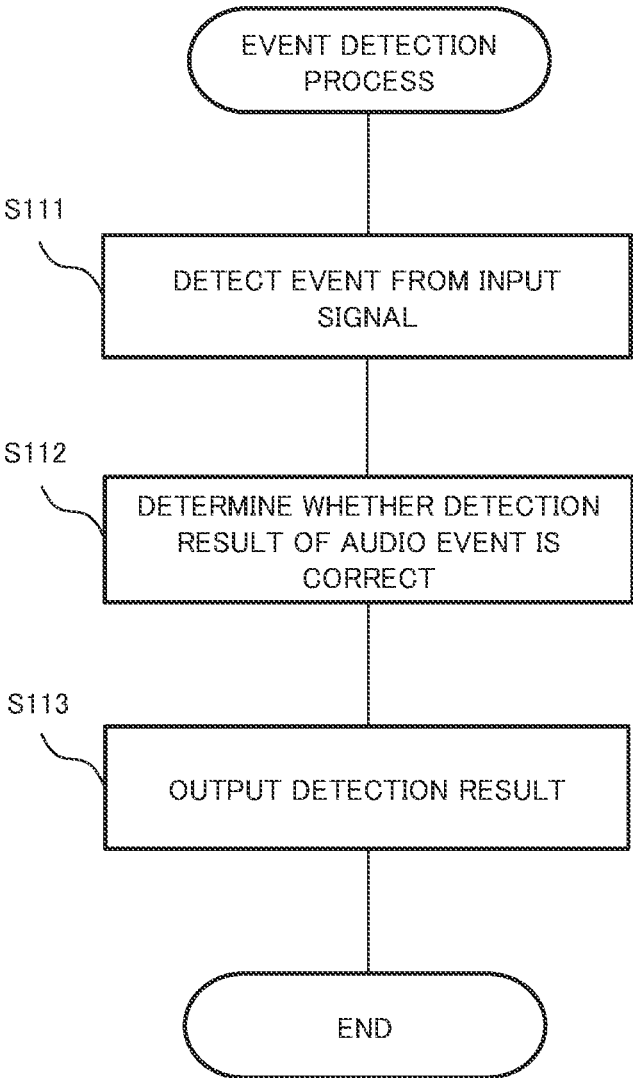 EVENT DETECTION
PROCESS
S111
DETECT EVENT FROM INPUT
SIGNAL
S112
DETERMINE WHETHER DETECTION
RESULT OF AUDIO EVENT IS
CORRECT
S113
OUTPUT DETECTION RESULT
END